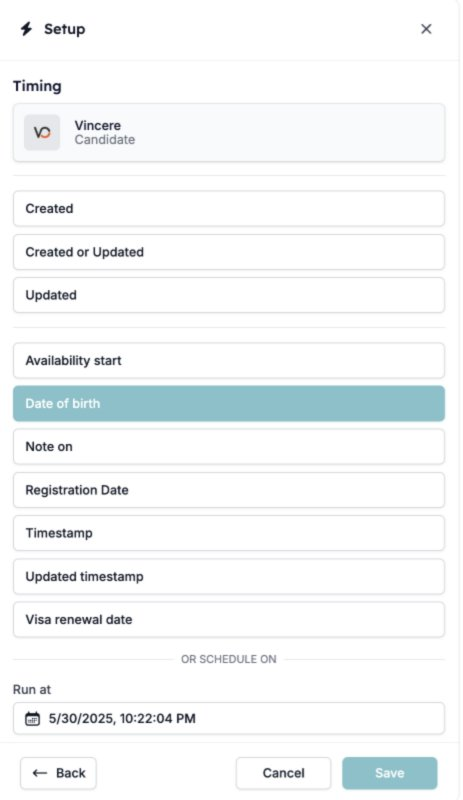 Setup
Timing
VO
Vincere
Candidate
Created
Created or Updated
Updated
Availability start
Date of birth
Note on
Registration Date
Timestamp
Updated timestamp
Visa renewal date
OR SCHEDULE ON
Run at
5/30/2025, 10:22:04 PM
Back
Cancel
Save